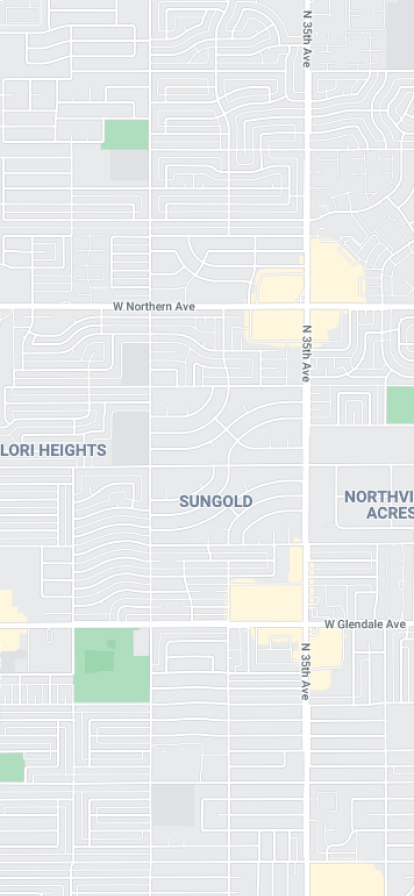 N 35th Ave
W Northern Ave
N 35th Ave
LORI HEIGHTS
SUNGOLD
NORTHVI
ACRES
W Glendale Ave
N 35th Ave